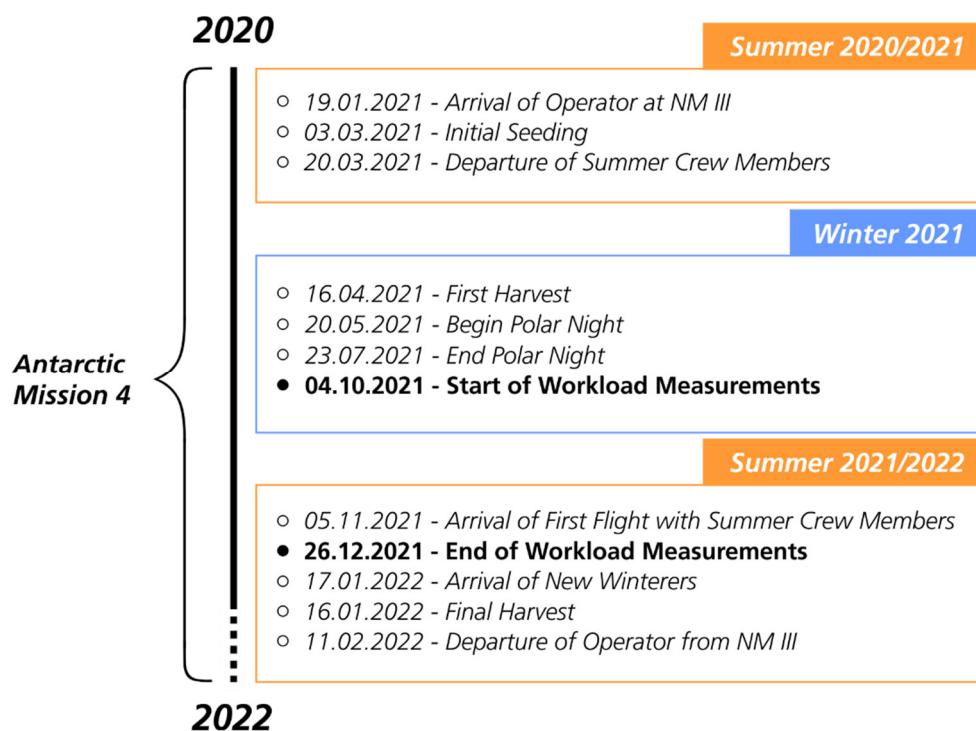 2020
Summer 2020/2021
19.01.2021 - Arrival of Operator at NM III
03.03.2021 - Initial Seeding
20.03.2021 - Departure of Summer Crew Members
Winter 2021
16.04.2021 - First Harvest
20.05.2021 - Begin Polar Night
23.07.2021 - End Polar Night
04.10.2021 - Start of Workload Measurements
Antarctic
Mission 4
Summer 2021/2022
05.11.2021 - Arrival of First Flight with Summer Crew Members
26.12.2021 - End of Workload Measurements
17.01.2022 - Arrival of New Winterers
16.01.2022 - Final Harvest
11.02.2022 - Departure of Operator from NM III
2022